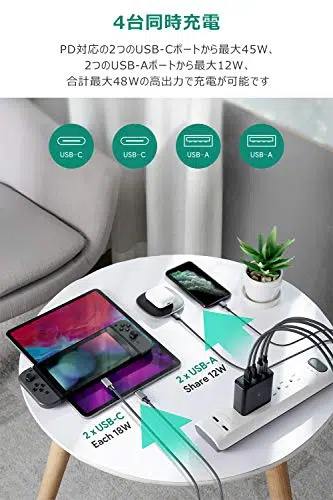 4台同時充電
PD対応の2つのUSB-Cポートから最大45W、
2つのUSB-Aポートから最大12W、
合計最大48Wの高出力で充電が可能です
USB-C
USB-C
USB-A
USB-A
2 x USB-A
Share 12W
2 x USB-C
Each 18W